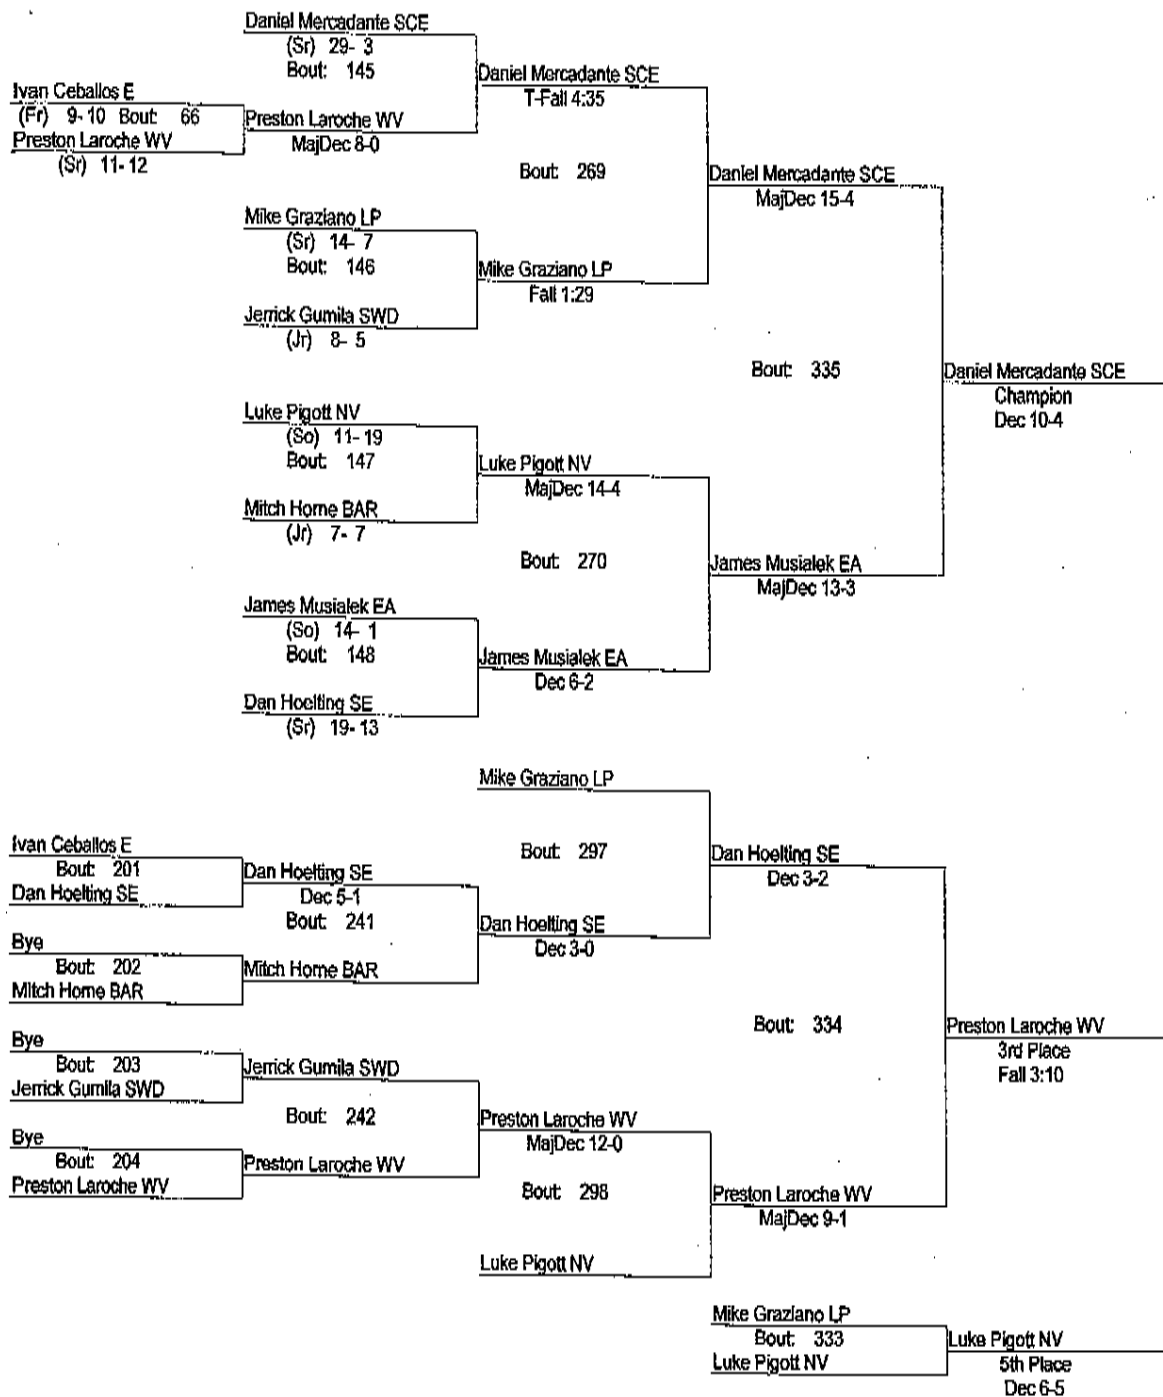 Daniel Mercadante SCE
(Sr) 29- 3
Bout: 145
Daniel Mercadante SCE
T-Fall 4:35
Ivan Ceballos E
(Fr) 9- 10 Bout: 66
Preston Laroche WV
MajDec 8-0
Preston Laroche WV
(Sr) 11- 12
Bout: 269
Daniel Mercadante SCE
MajDec 15-4
Mike Graziano LP
(Sr) 14- 7
Bout: 146
Mike Graziano LP
Fall 1:29
Jerrick Gumila SWD
(Jr) 8- 5
Bout: 335
Daniel Mercadante SCE
Champion
Dec 10-4
Luke Pigott NV
(So) 11- 19
Bout: 147
Luke Pigott NV
MajDec 14-4
Mitch Horne BAR
(Jr) 7- 7
Bout: 270
James Musialek EA
MajDec 13-3
James Musialek EA
(So) 14- 1
Bout: 148
James Musialek EA
Dec 6-2
Dan Hoelting SE
(Sr) 19- 13
Mike Graziano LP
Ivan Ceballos E
Bout: 201
Dan Hoelting SE
Bout: 297
Dan Hoelting SE
Dec 3-2
Dan Hoelting SE
Dec 5-1
Bout: 241
Dan Hoelting SE
Dec 3-0
Bye
Bout: 202
Mitch Horne BAR
Mitch Horne BAR
Bout: 334
Preston Laroche WV
3rd Place
Fall 3:10
Bye
Bout: 203
Jerrick Gumila SWD
Jerrick Gumila SWD
Bout: 242
Preston Laroche WV
MajDec 12-0
Bye
Bout: 204
Preston Laroche WV
Preston Laroche WV
Bout: 298
Preston Laroche WV
MajDec 9-1
Luke Pigott NV
Mike Graziano LP
Bout: 333
Luke Pigott NV
Luke Pigott NV
5th Place
Dec 6-5